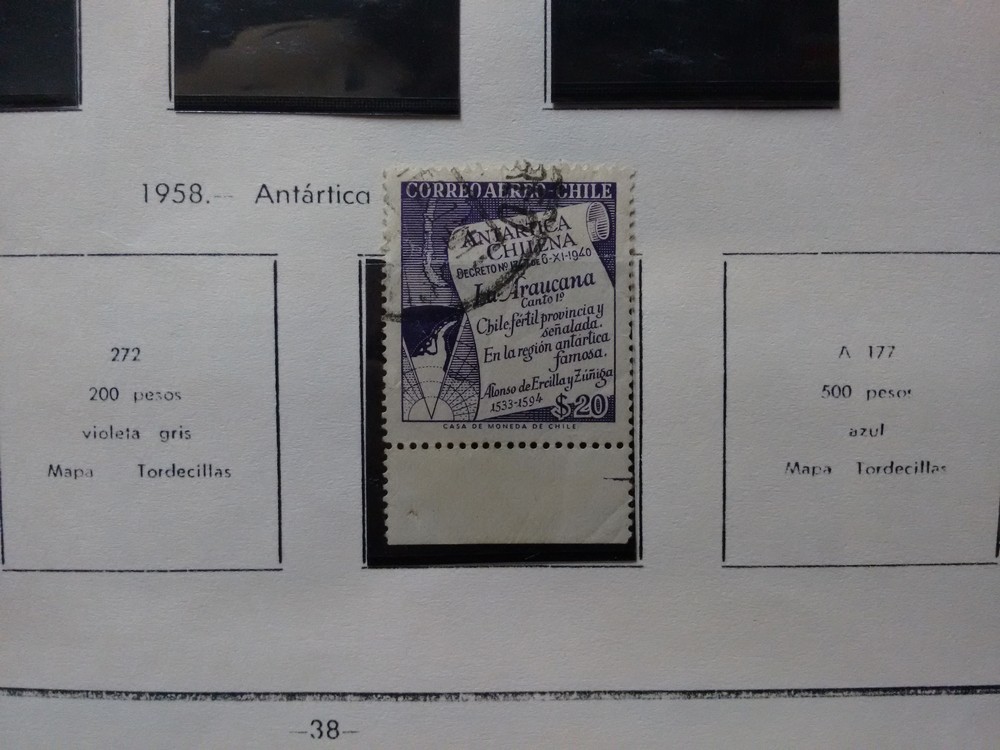 1958.— Antártica
CORREO AEREO-CHILE
ANTARTICA
CHILENA
DECRETO Nº DE 6-XI-1940
La Araucana
Canto 1º
Chile, fértil provincia y
señalada.
En la región antártica
famosa.
Alonso de Ercilla y Zúñiga
1533-1594
$20
CASA DE MONEDA DE CHILE
272
200 pesos
violeta gris
Mapa Tordecillas
A 177
500 pesos
azul
Mapa Tordecillas
—38—